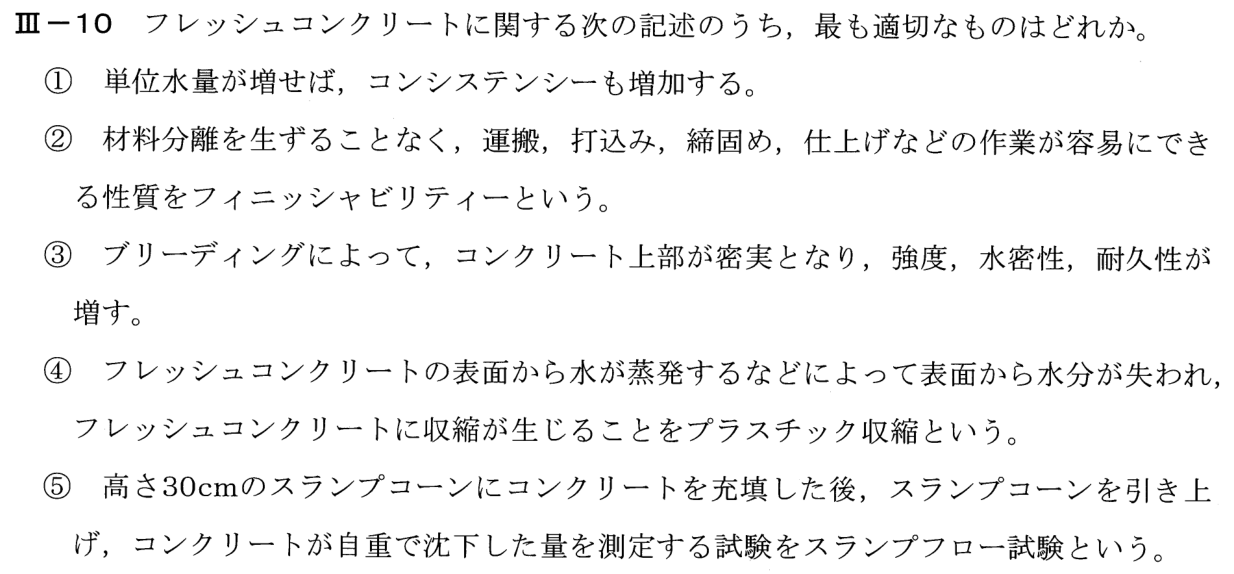 Ⅲ－10　フレッシュコンクリートに関する次の記述のうち，最も適切なものはどれか。
①　単位水量が増せば，コンシステンシーも増加する。
②　材料分離を生ずることなく，運搬，打込み，締固め，仕上げなどの作業が容易にでき
る性質をフィニッシャビリティーという。
③　ブリーディングによって，コンクリート上部が密実となり，強度，水密性，耐久性が
増す。
④　フレッシュコンクリートの表面から水が蒸発するなどによって表面から水分が失われ，
フレッシュコンクリートに収縮が生じることをプラスチック収縮という。
⑤　高さ30cmのスランプコーンにコンクリートを充填した後，スランプコーンを引き上
げ，コンクリートが自重で沈下した量を測定する試験をスランプフロー試験という。